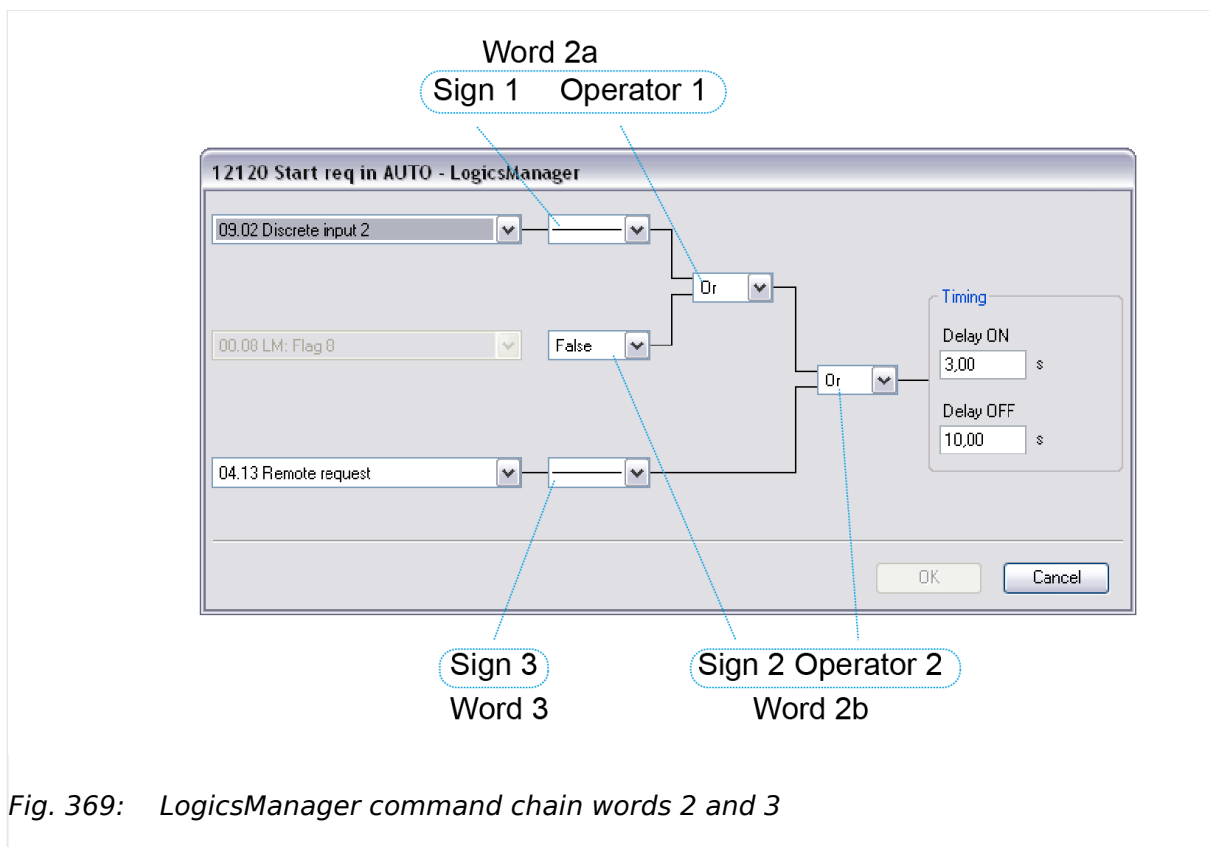 Word 2a
Sign 1 Operator 1
12120 Start req in AUTO - LogicsManager
09.02 Discrete input 2
Or
Timing
Delay ON
00.08 LM: Flag 8
False
3,00 s
Or
Delay OFF
10,00 s
04.13 Remote request
OK Cancel
Sign 3 Sign 2 Operator 2
Word 3 Word 2b
Fig. 369: LogicsManager command chain words 2 and 3